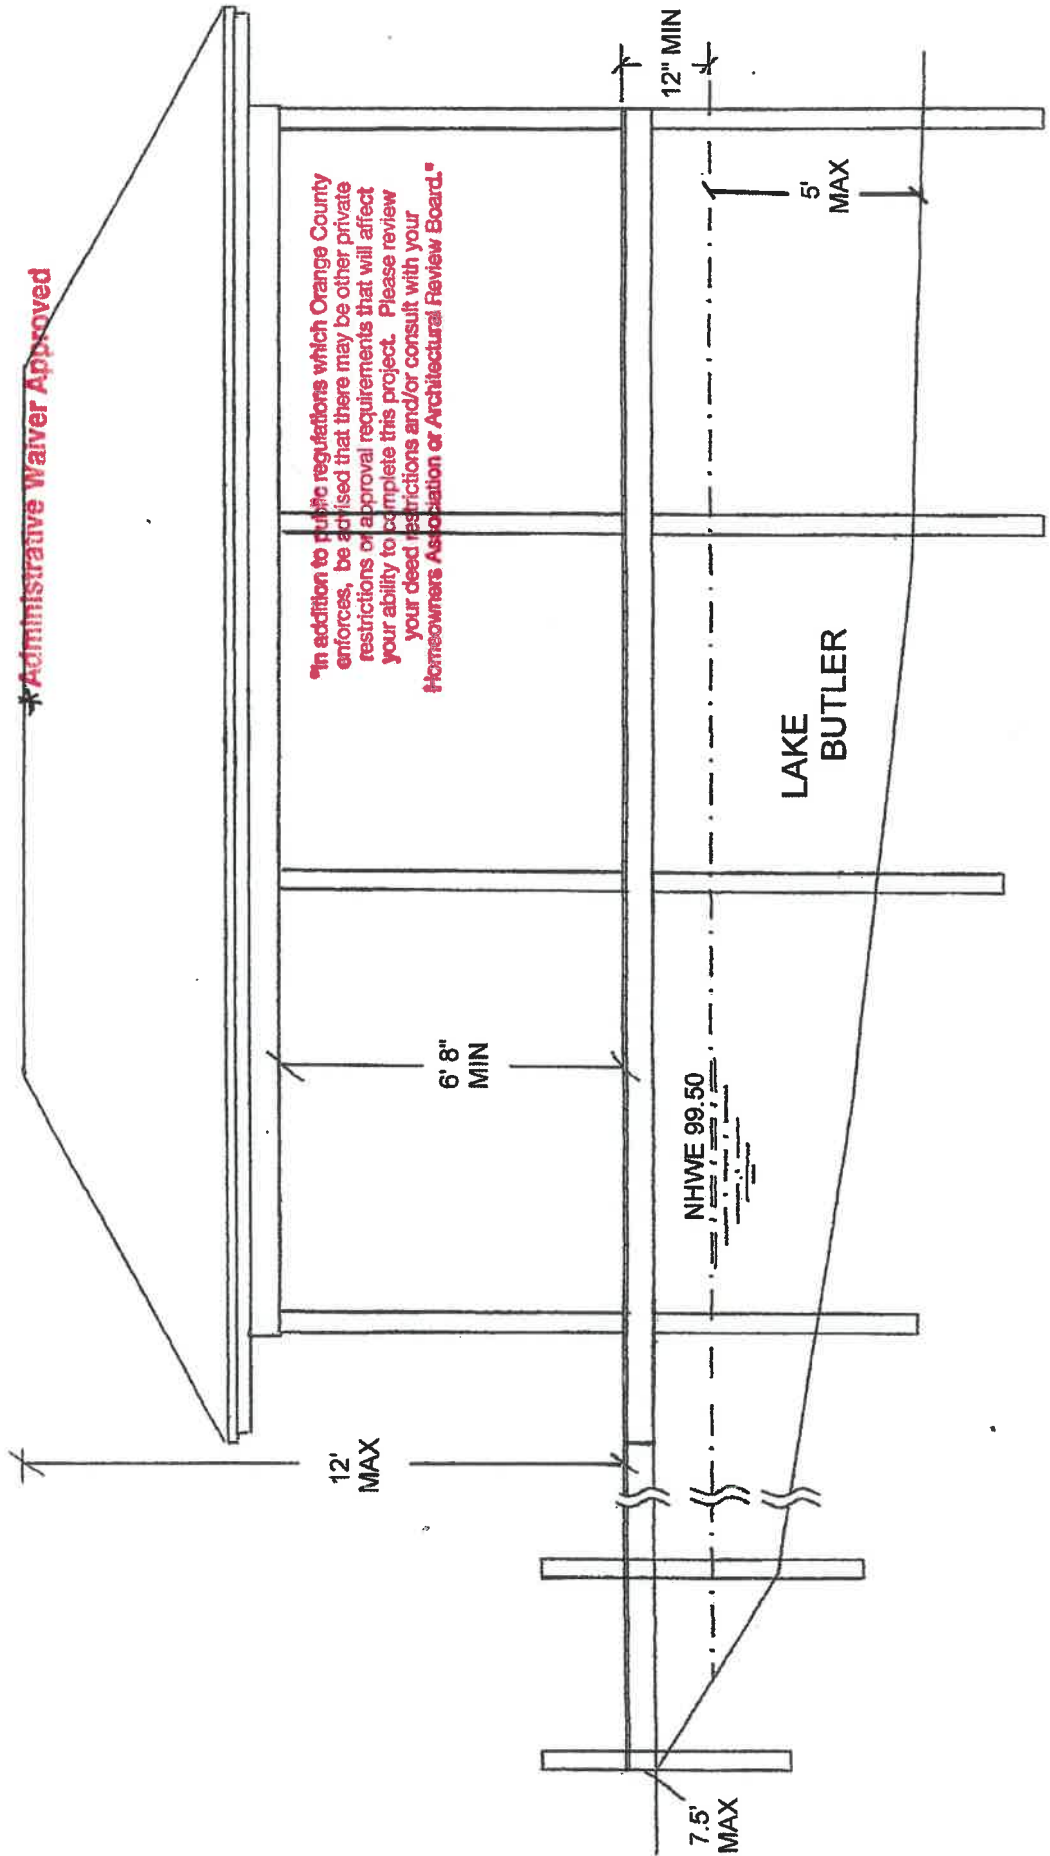 *Administrative Waiver Approved
"In addition to public regulations which Orange County
enforces, be advised that there may be other private
restrictions or approval requirements that will affect
your ability to complete this project. Please review
your deed restrictions and/or consult with your
Homeowners Association or Architectural Review Board."
12" MIN
5'
MAX
6' 8"
MIN
12'
MAX
NHWE 99.50
LAKE
BUTLER
7.5'
MAX